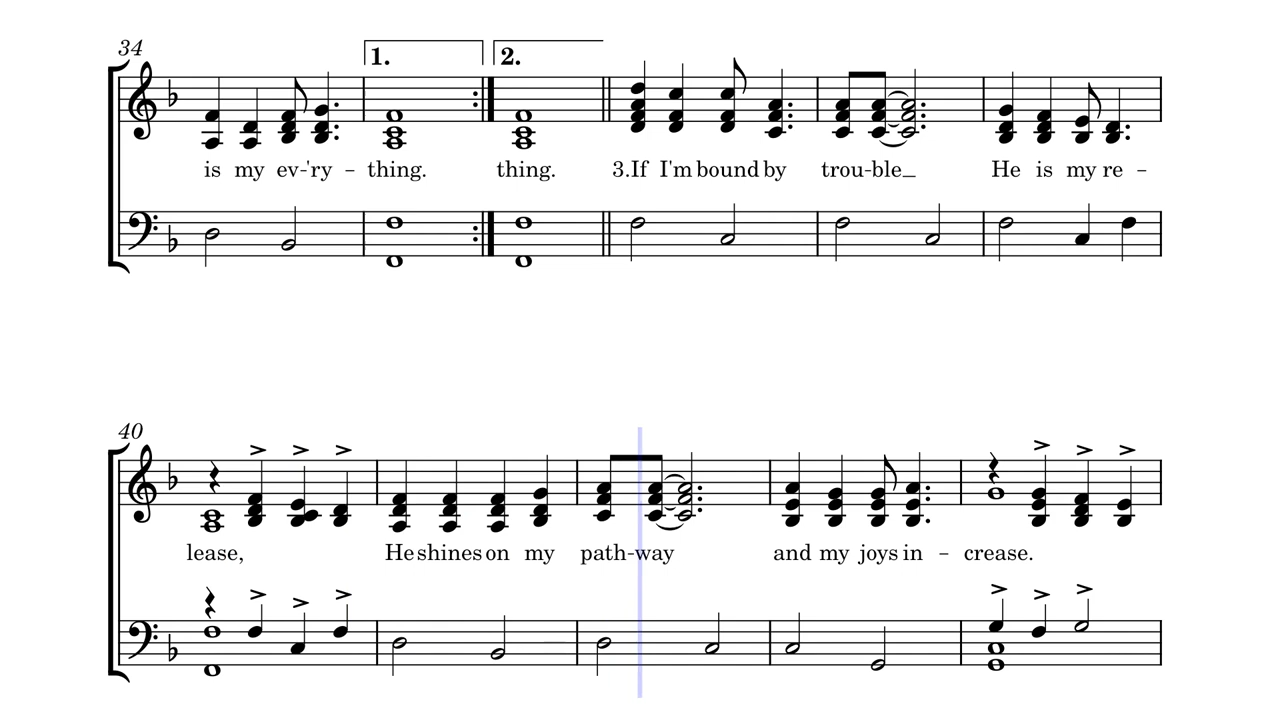 34
1. 2.
is my ev-'ry – thing. thing. 3.If I'm bound by trou-ble_ He is my re –
40
lease, He shines on my path-way and my joys in – crease.